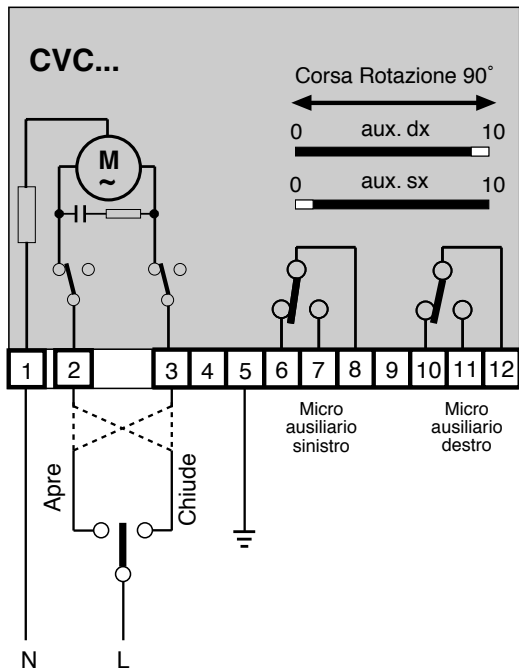 CVC...
Corsa Rotazione 90°
0 aux. dx 10
0 aux. sx 10
M
~
1 2 3 4 5 6 7 8 9 10 11 12
Micro
ausiliario
sinistro
Micro
ausiliario
destro
Apre
Chiude
N L